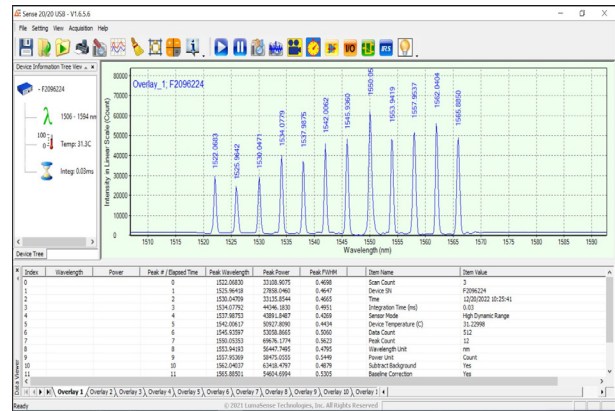 Sense 20/20 USB - V1.6.5.6
File Setting View Acquisition Help
Device Information Tree View
- F2096224
1506 - 1594 nm
Temp: 31.3C
Integ: 0.03ms
Device Tree
Overlay_1, F2096224
Intensity in Linear Scale (Count)
80000
70000
60000
50000
40000
30000
20000
10000
0
1522.0683
1525.9642
1530.0471
1534.0779
1537.9875
1542.0062
1545.9360
1550.05
1553.9419
1557.9537
1562.0404
1565.8850
1510 1515 1520 1525 1530 1535 1540 1545 1550 1555 1560 1565 1570 1575 1580 1585 1590
Wavelength (nm)
Data Viewer
Index Wavelength Power Peak # / Elapsed Time Peak Wavelength Peak Power Peak FWHM Item Name Item Value
0 0 1522.06830 33108.9075 0.4698 Scan Count 3
1 1 1525.96418 27858.0460 0.4647 Device SN F2096224
2 2 1530.04709 33135.8544 0.4665 Time 12/20/2022 10:25:41
3 3 1534.07792 44346.1830 0.4951 Integration Time (ms) 0.03
4 4 1537.98753 43891.8487 0.4269 Sensor Mode High Dynamic Range
5 5 1542.00617 50927.8090 0.4434 Device Temperature (C) 31.22998
6 6 1545.93597 53058.8665 0.5060 Data Count 512
7 7 1550.05353 69676.1774 0.5623 Peak Count 12
8 8 1553.94193 56447.7495 0.4795 Wavelength Unit nm
9 9 1557.95369 58475.0355 0.5449 Power Unit Count
10 10 1562.04037 63418.4797 0.4879 Subtract Background Yes
11 11 1565.88501 54604.6994 0.5305 Baseline Correction Yes
Overlay 1 Overlay 2 Overlay 3 Overlay 4 Overlay 5 Overlay 6 Overlay 7 Overlay 8 Overlay 9 Overlay 10 Overlay 1
Ready
© 2021 LumaSense Technologies, Inc. All Rights Reserved